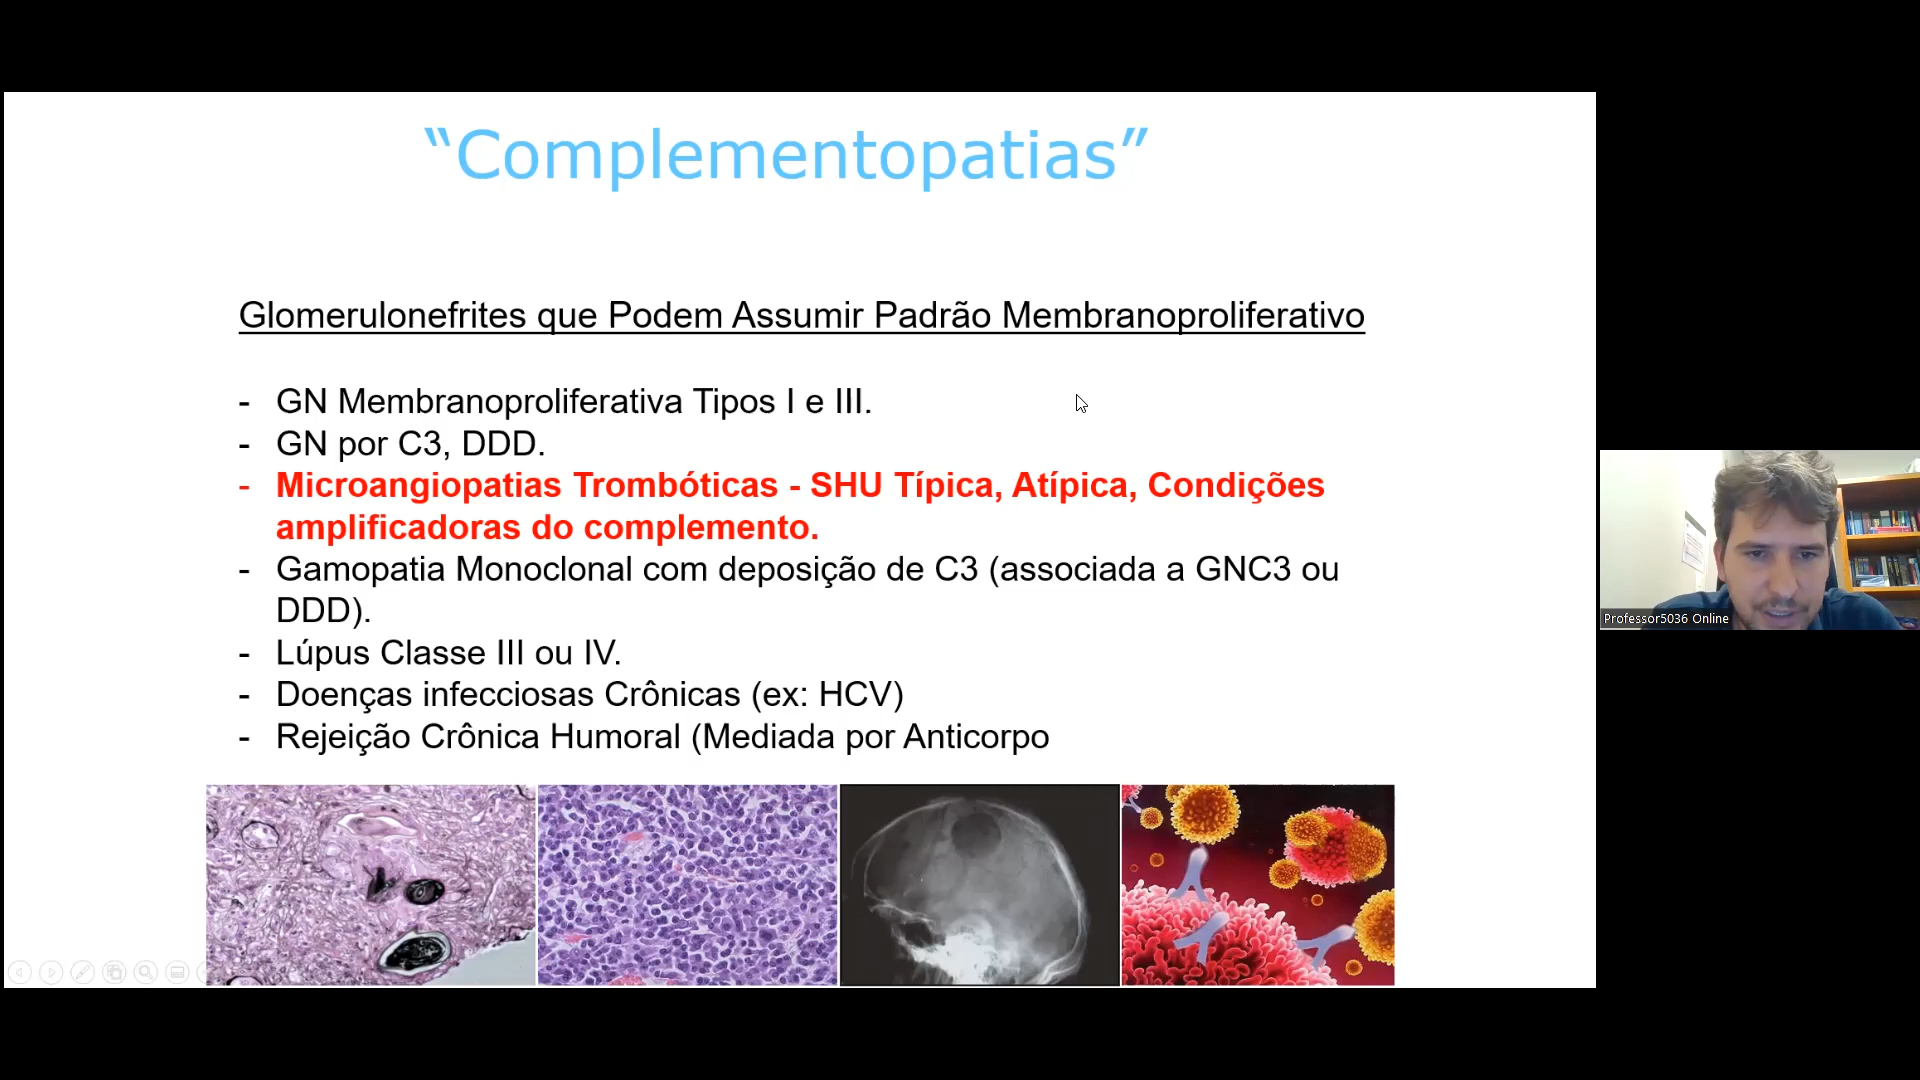 “Complementopatias”
Glomerulonefrites que Podem Assumir Padrão Membranoproliferativo
- GN Membranoproliferativa Tipos I e III.
- GN por C3, DDD.
- Microangiopatias Trombóticas - SHU Típica, Atípica, Condições
amplificadoras do complemento.
- Gamopatia Monoclonal com deposição de C3 (associada a GNC3 ou
DDD).
- Lúpus Classe III ou IV.
- Doenças infecciosas Crônicas (ex: HCV)
- Rejeição Crônica Humoral (Mediada por Anticorpo
Professor5036 Online